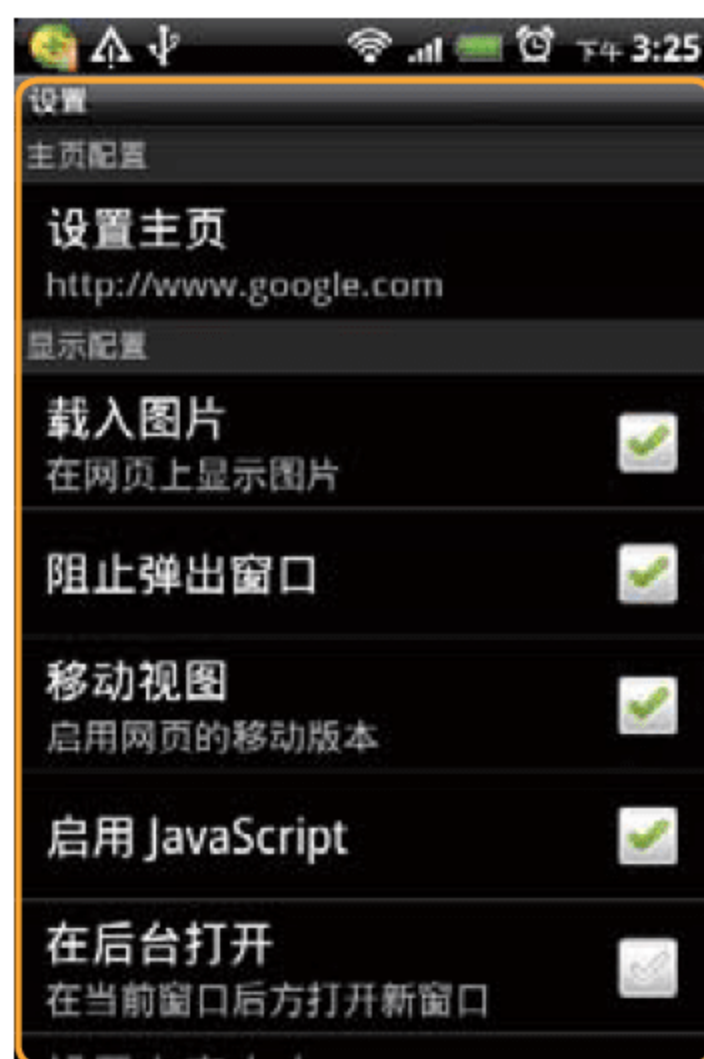 下午 3:25
设置
主页配置
设置主页
http://www.google.com
显示配置
载入图片
在网页上显示图片
阻止弹出窗口
移动视图
启用网页的移动版本
启用 JavaScript
在后台打开
在当前窗口后方打开新窗口